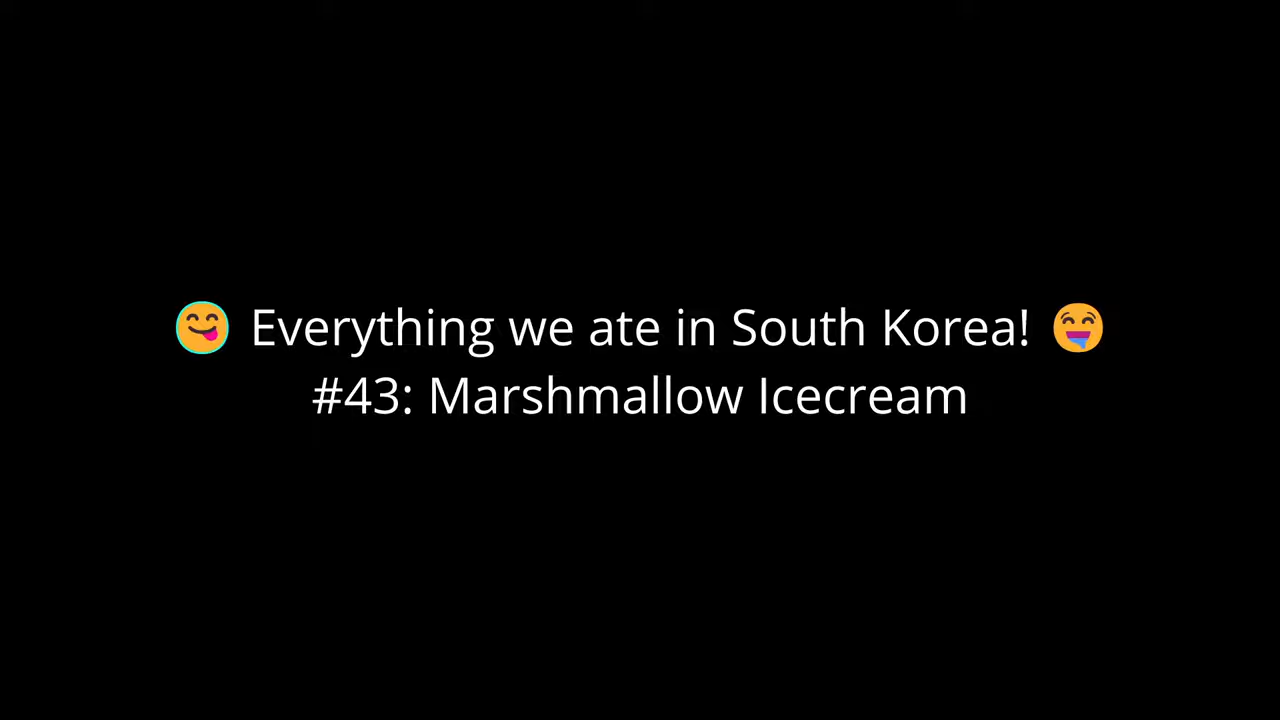 😋 Everything we ate in South Korea! 🤤
#43: Marshmallow Icecream